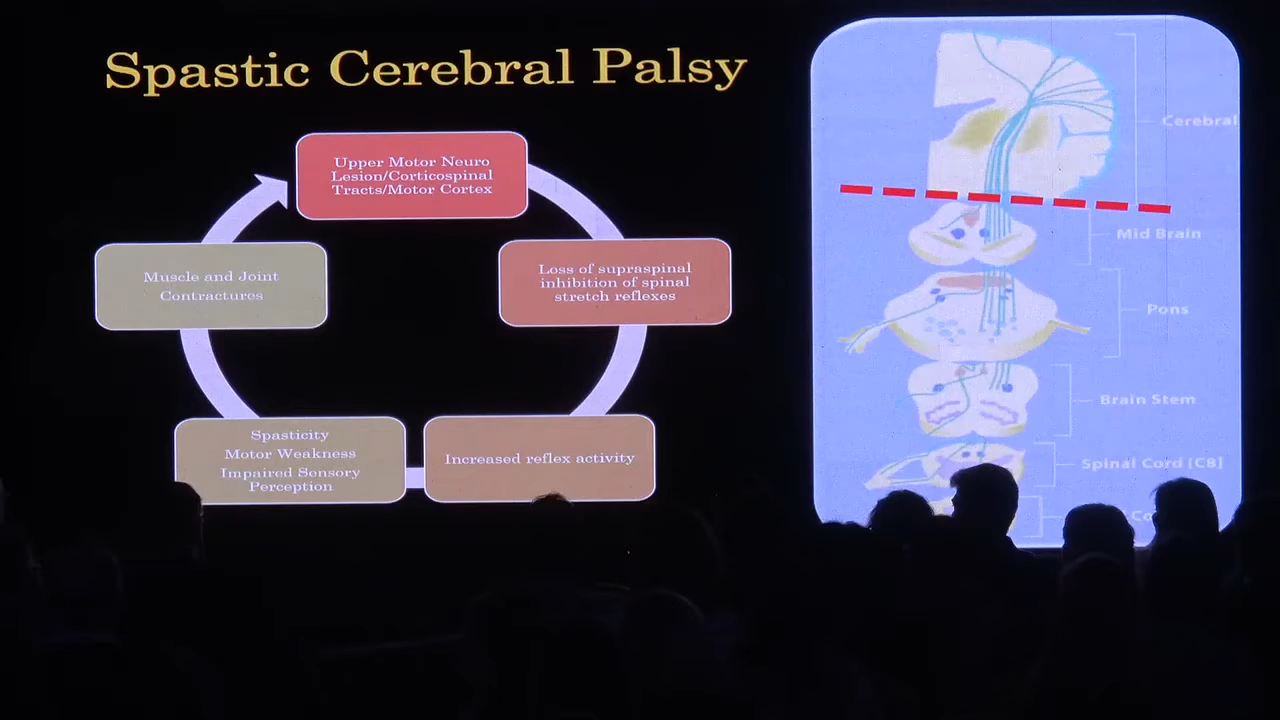 Spastic Cerebral Palsy
Upper Motor Neuro
Lesion/Corticospinal
Tracts/Motor Cortex
Loss of supraspinal
inhibition of spinal
stretch reflexes
Increased reflex activity
Spasticity
Motor Weakness
Impaired Sensory
Perception
Muscle and Joint
Contractures
Cerebral
Mid Brain
Pons
Brain Stem
Spinal Cord [C8]